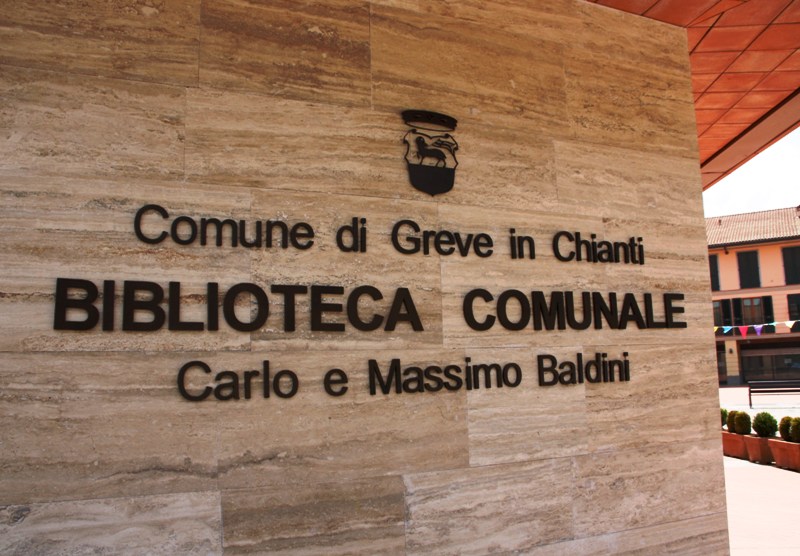 Comune di Greve in Chianti
BIBLIOTECA COMUNALE
Carlo e Massimo Baldini